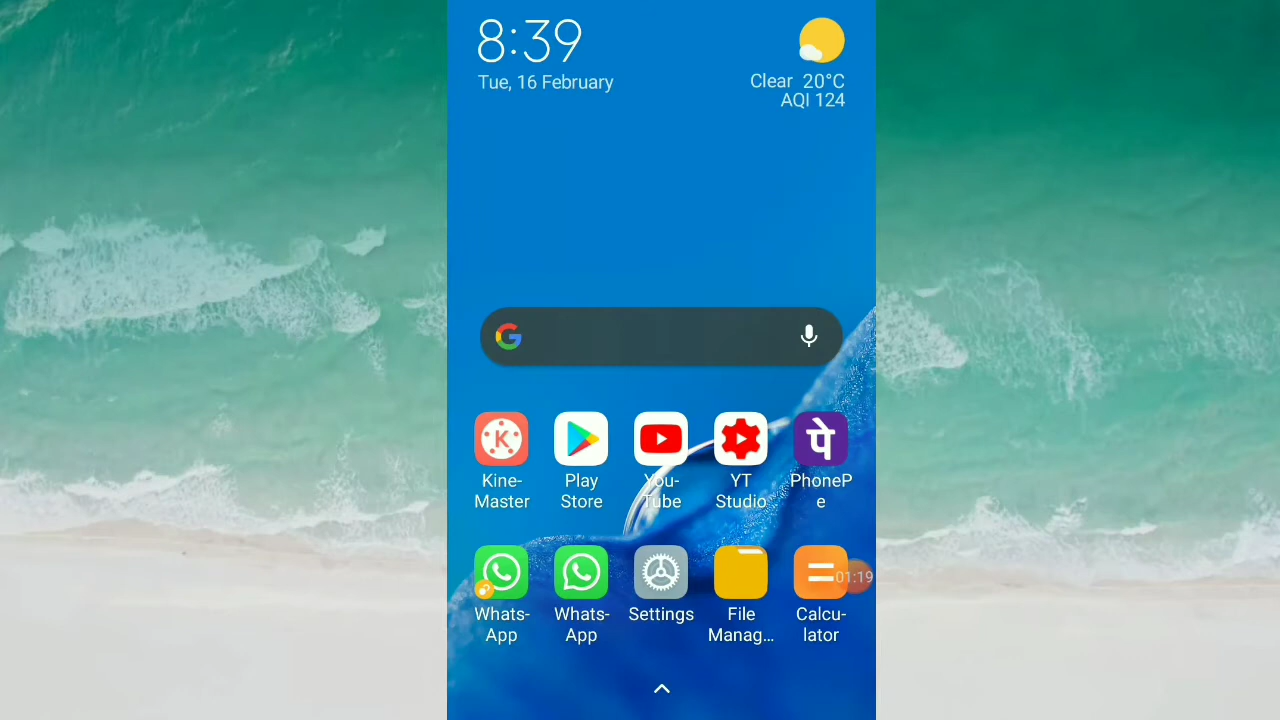 8:39
Tue, 16 February
Clear 20°C
AQI 124
Kine-
Master
Play
Store
You-
Tube
YT
Studio
PhoneP
e
K
पे
Whats-
App
Whats-
App
Settings
File
Manag...
Calcu-
lator
01:19